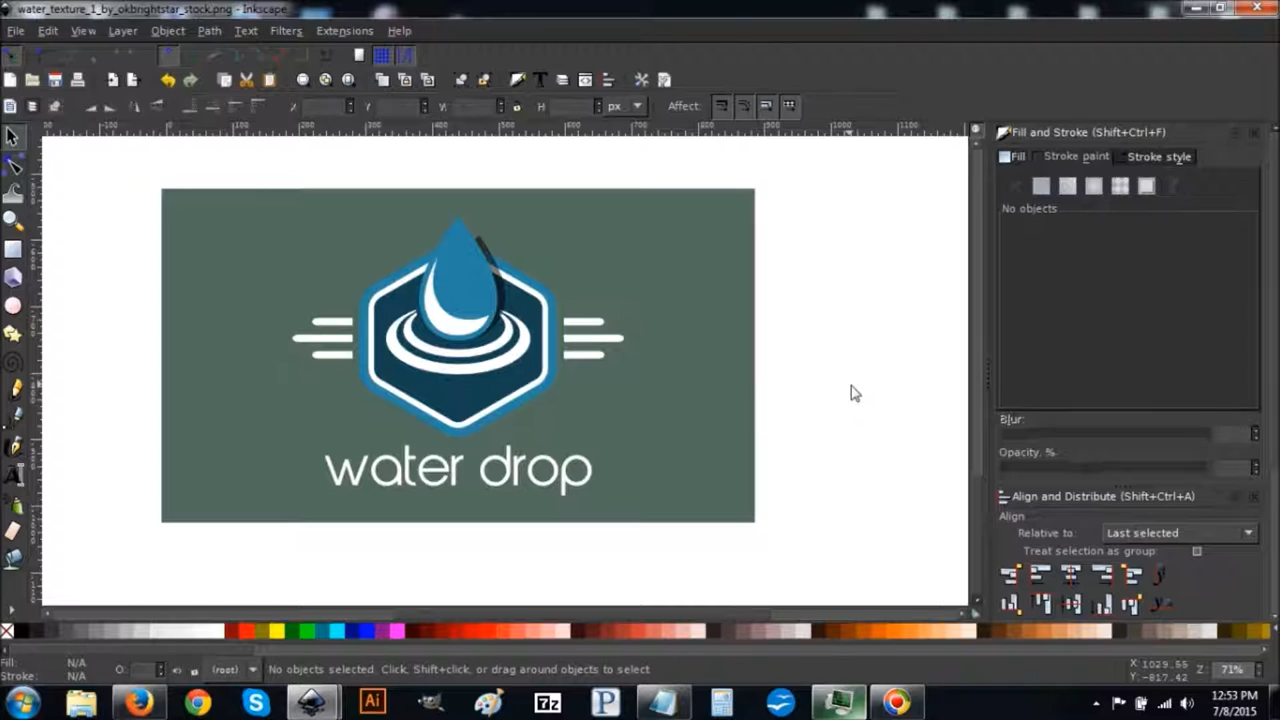 water_texture_1_by_okbrightstar_stock.png - Inkscape
File Edit View Layer Object Path Text Filters Extensions Help
X Y W H px Affect:
Fill and Stroke (Shift+Ctrl+F)
Fill Stroke paint Stroke style
No objects
water drop
Blur:
Opacity, %
Align and Distribute (Shift+Ctrl+A)
Align
Relative to: Last selected
Treat selection as group:
Fill: N/A
Stroke: N/A
O: (root) No objects selected. Click, Shift+click, or drag around objects to select
X: 1029.55
Y: -817.42
Z: 71%
Ai 7z P
12:53 PM
7/8/2015